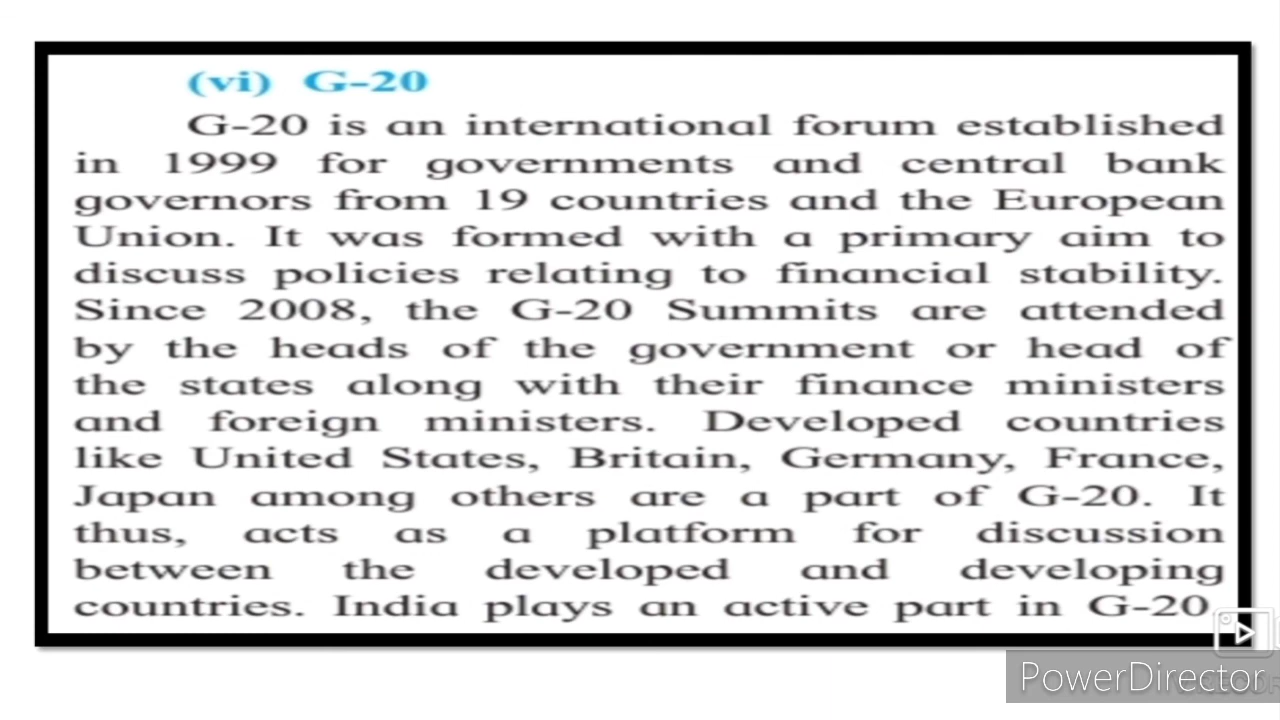 (vi) G-20
G-20 is an international forum established
in 1999 for governments and central bank
governors from 19 countries and the European
Union. It was formed with a primary aim to
discuss policies relating to financial stability.
Since 2008, the G-20 Summits are attended
by the heads of the government or head of
the states along with their finance ministers
and foreign ministers. Developed countries
like United States, Britain, Germany, France,
Japan among others are a part of G-20. It
thus, acts as a platform for discussion
between the developed and developing
countries. India plays an active part in G-20
PowerDirector